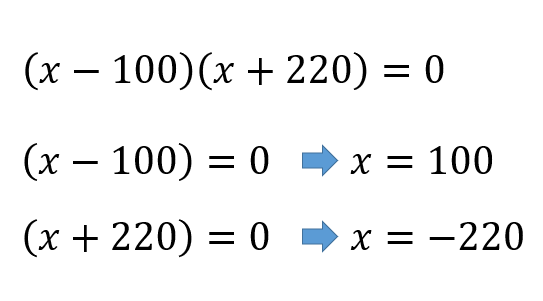 (x − 100)(x + 220) = 0
(x − 100) = 0 ➡ x = 100
(x + 220) = 0 ➡ x = −220